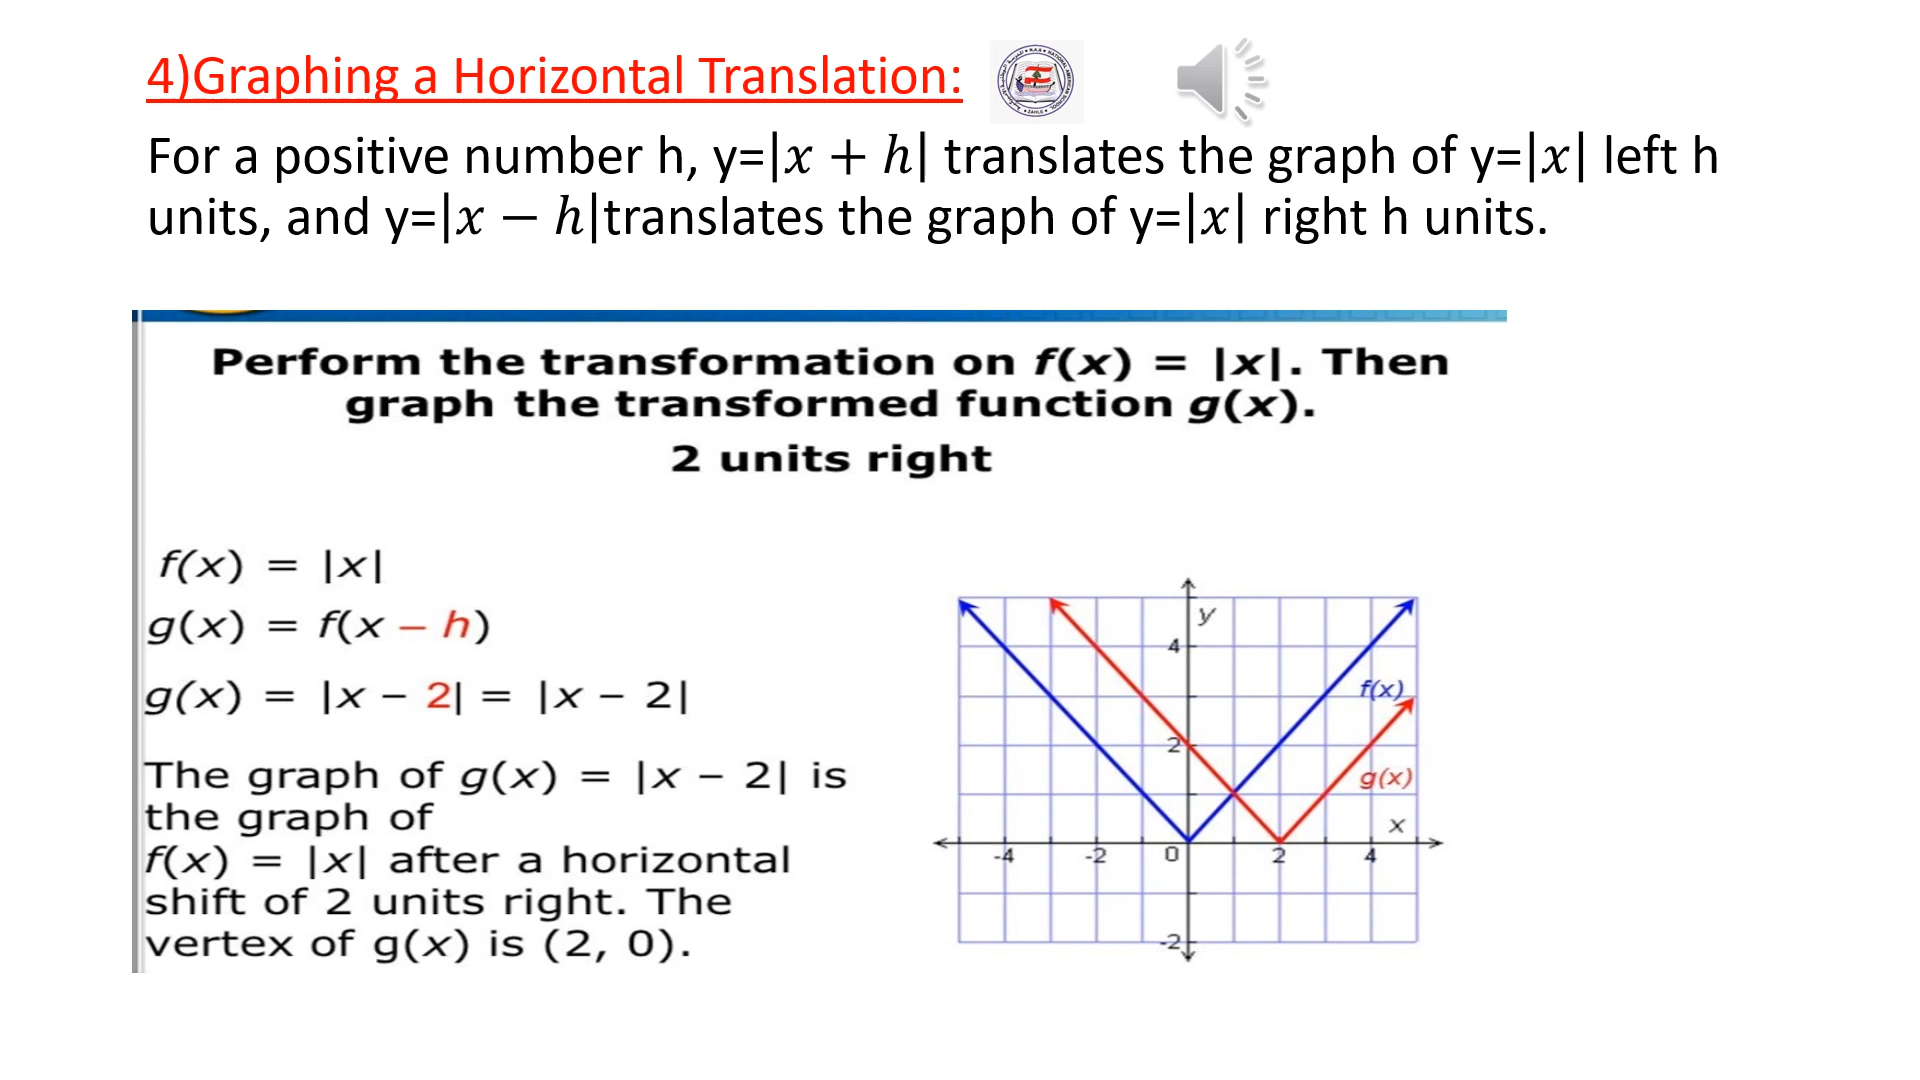 4)Graphing a Horizontal Translation:
For a positive number h, y=|x + h| translates the graph of y=|x| left h
units, and y=|x − h|translates the graph of y=|x| right h units.
Perform the transformation on f(x) = |x|. Then
graph the transformed function g(x).
2 units right
f(x) = |x|
g(x) = f(x – h)
g(x) = |x – 2| = |x – 2|
The graph of g(x) = |x – 2| is
the graph of
f(x) = |x| after a horizontal
shift of 2 units right. The
vertex of g(x) is (2, 0).
y
4
f(x)
2
g(x)
x
-4 -2 0 2 4
-2